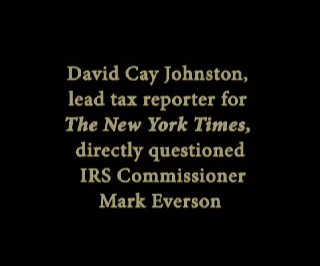 David Cay Johnston,
lead tax reporter for
The New York Times,
directly questioned
IRS Commissioner
Mark Everson